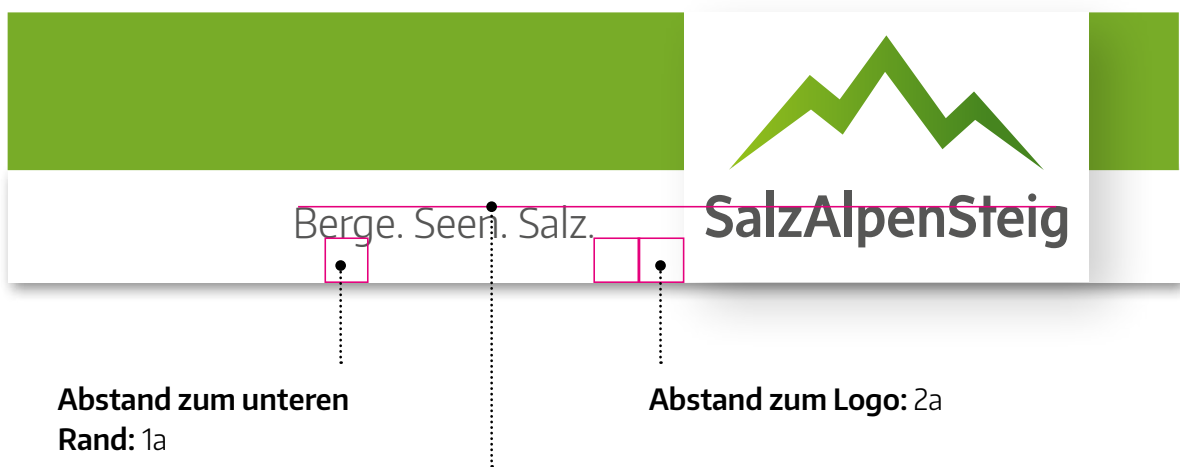 Berge. Seen. Salz.
SalzAlpenSteig
Abstand zum unteren
Rand: 1a
Abstand zum Logo: 2a